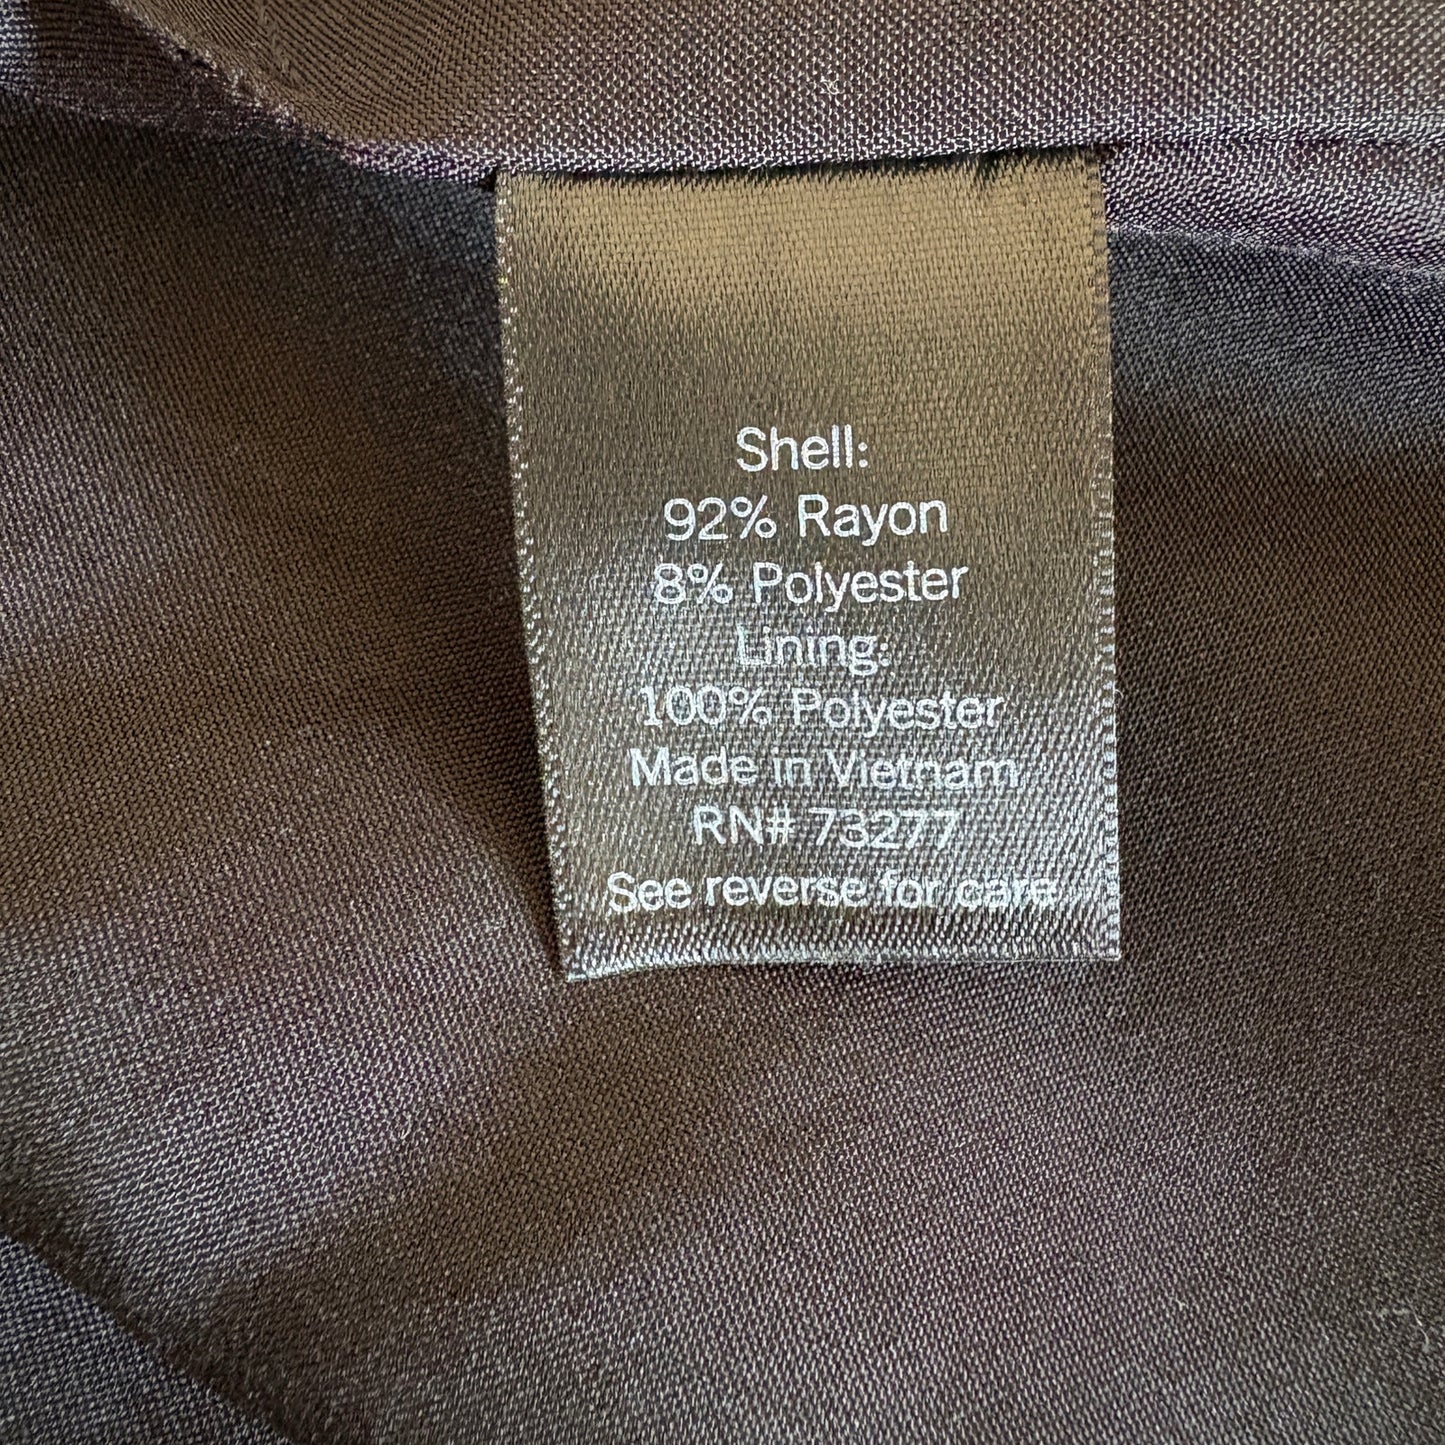 Shell:
92% Rayon
8% Polyester
Lining:
100% Polyester
Made in Vietnam
RN# 73277
See reverse for care